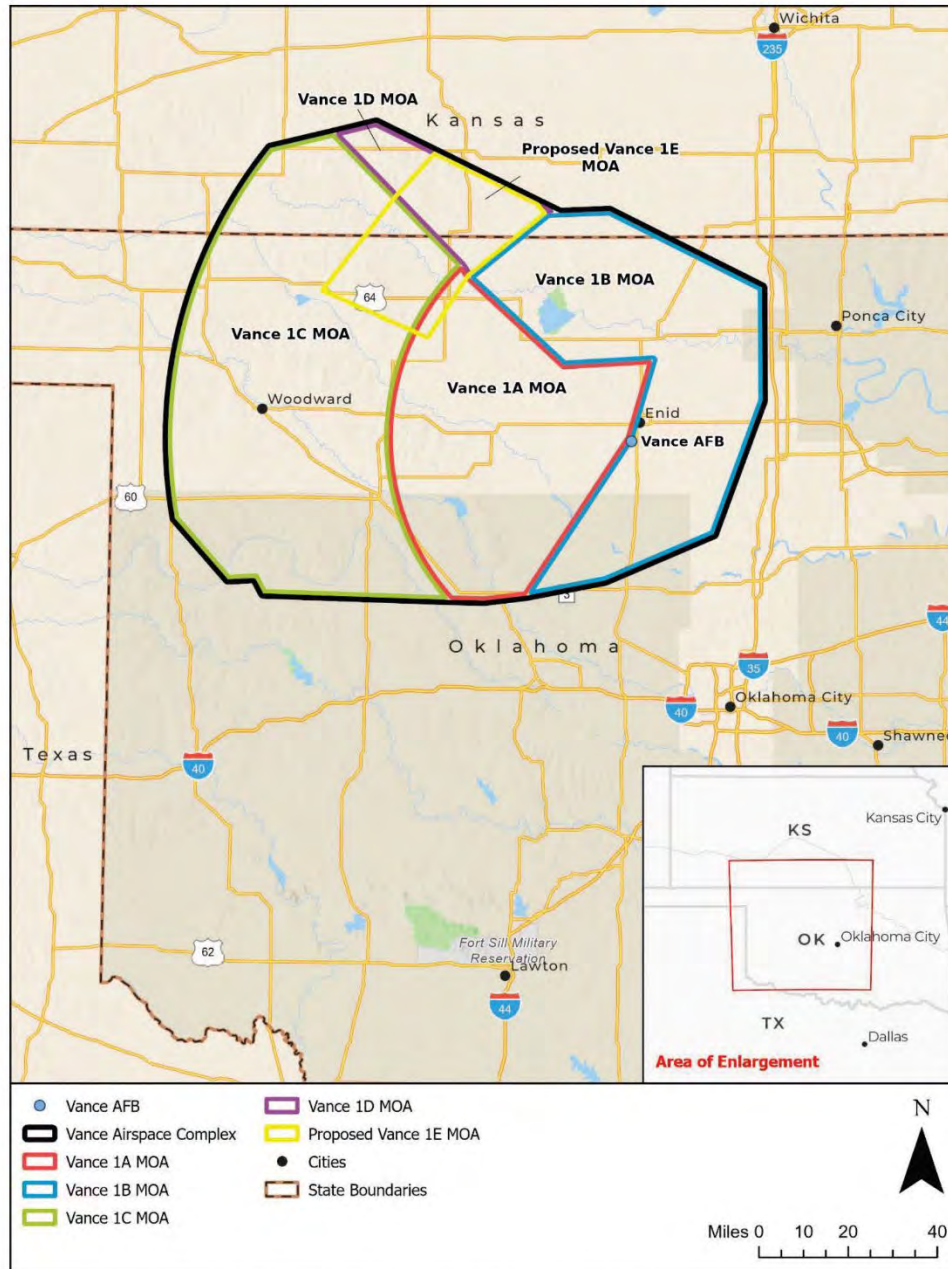 Wichita
235
Vance 1D MOA
Kansas
Proposed Vance 1E
MOA
Vance 1B MOA
64
Ponca City
Vance 1C MOA
Vance 1A MOA
Woodward
Enid
Vance AFB
60
3
44
Oklahoma
35
Oklahoma City
40
40
Shawnee
Texas
40
Kansas City
KS
62
Fort Sill Military
Reservation
Lawton
OK
Oklahoma City
44
TX
Dallas
Area of Enlargement
Vance AFB
Vance Airspace Complex
Vance 1A MOA
Vance 1B MOA
Vance 1C MOA
Vance 1D MOA
Proposed Vance 1E MOA
Cities
State Boundaries
N
Miles 0 10 20 40